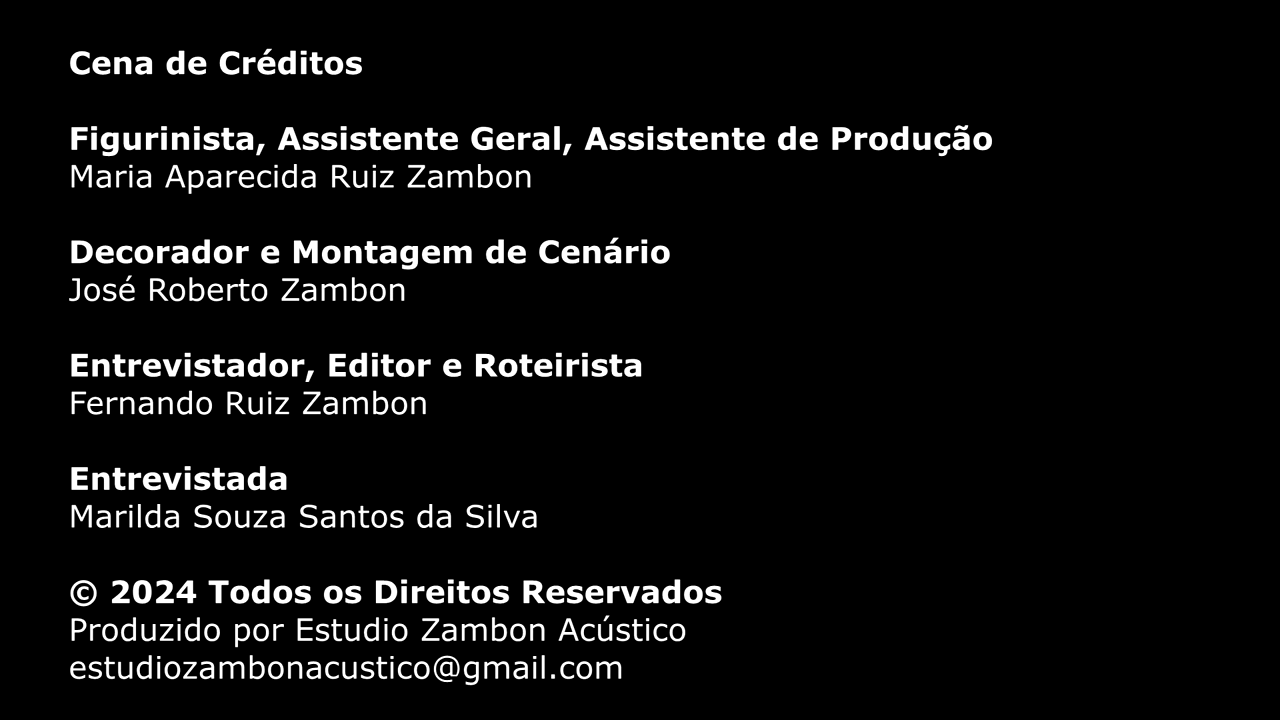 Cena de Créditos
Figurinista, Assistente Geral, Assistente de Produção
Maria Aparecida Ruiz Zambon
Decorador e Montagem de Cenário
José Roberto Zambon
Entrevistador, Editor e Roteirista
Fernando Ruiz Zambon
Entrevistada
Marilda Souza Santos da Silva
© 2024 Todos os Direitos Reservados
Produzido por Estudio Zambon Acústico
estudiozambonacustico@gmail.com